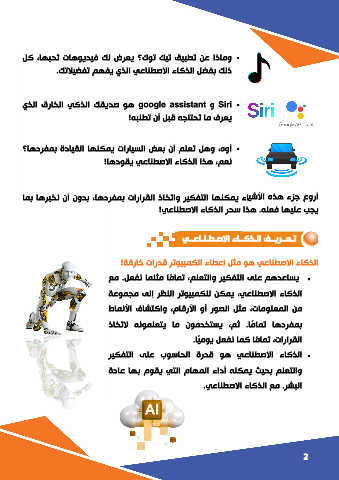 • وماذا عن تطبيق تيك توك؟ يعرض لك فيديوهات تحبها، كل
ذلك بفضل الذكاء الاصطناعي الذي يفهم تفضيلاتك.
• Siri و google assistant هو صديقك الذكي الخارق الذي
يعرف ما تحتاجه قبل أن تطلبه!
Siri
• أوه، وهل تعلم أن بعض السيارات يمكنها القيادة بمفردها؟
نعم، هذا الذكاء الاصطناعي يقودها!
أروع جزء هذه الأشياء يمكنها التفكير واتخاذ القرارات بمفردها، بدون أن نخبرها بما
يجب عليها فعله. هذا سحر الذكاء الاصطناعي!
تعريف الذكاء الاصطناعي
الذكاء الاصطناعي هو مثل إعطاء الكمبيوتر قدرات خارقة!
• يساعدهم على التفكير والتعلم، تمامًا مثلما نفعل. مع
الذكاء الاصطناعي، يمكن للكمبيوتر النظر إلى مجموعة
من المعلومات، مثل الصور أو الأرقام، واكتشاف الأنماط
بمفردها تمامًا. ثم، يستخدمون ما يتعلمونه لاتخاذ
القرارات، تمامًا كما نفعل يوميًا.
• الذكاء الاصطناعي هو قدرة الحاسوب على التفكير
والتعلم بحيث يمكنه أداء المهام التي يقوم بها عادة
البشر. مع الذكاء الاصطناعي.
AI
2